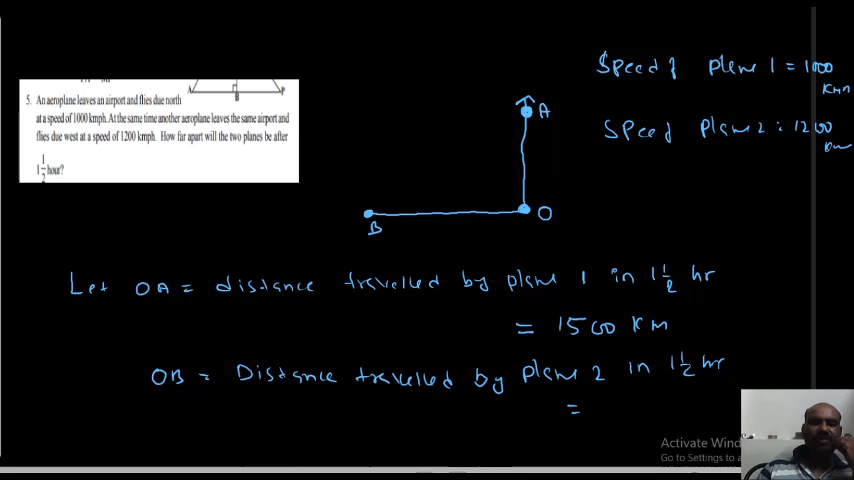 5. An aeroplane leaves an airport and flies due north
at a speed of 1000 kmph. At the same time another aeroplane leaves the same airport and
flies due west at a speed of 1200 kmph. How far apart will the two planes be after
1 1/2 hour?
A
B
P
Speed of plane 1 = 1000
Kmh
Speed plane 2 = 1200
A
O
B
Let OA = distance travelled by plane 1 in 1 1/2 hr
= 1500 Km
OB = Distance travelled by plane 2 in 1 1/2 hr
=
Activate Wind
Go to Settings to a